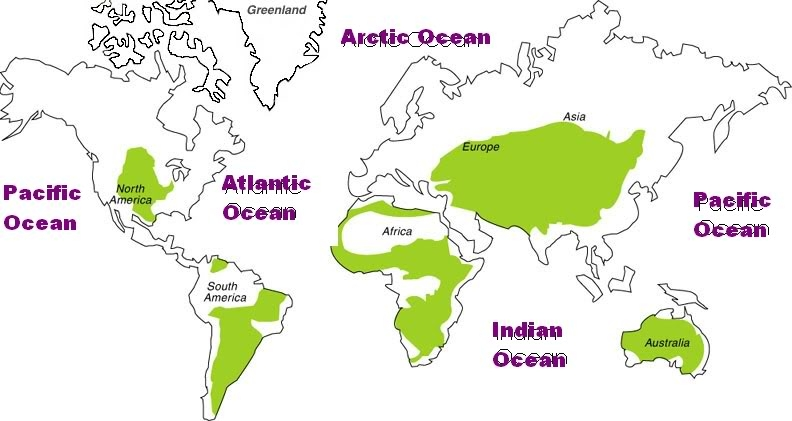 Greenland
Arctic Ocean
Asia
Europe
North
America
Atlantic
Ocean
Pacific
Ocean
Pacific
Ocean
Africa
South
America
Indian
Ocean
Australia